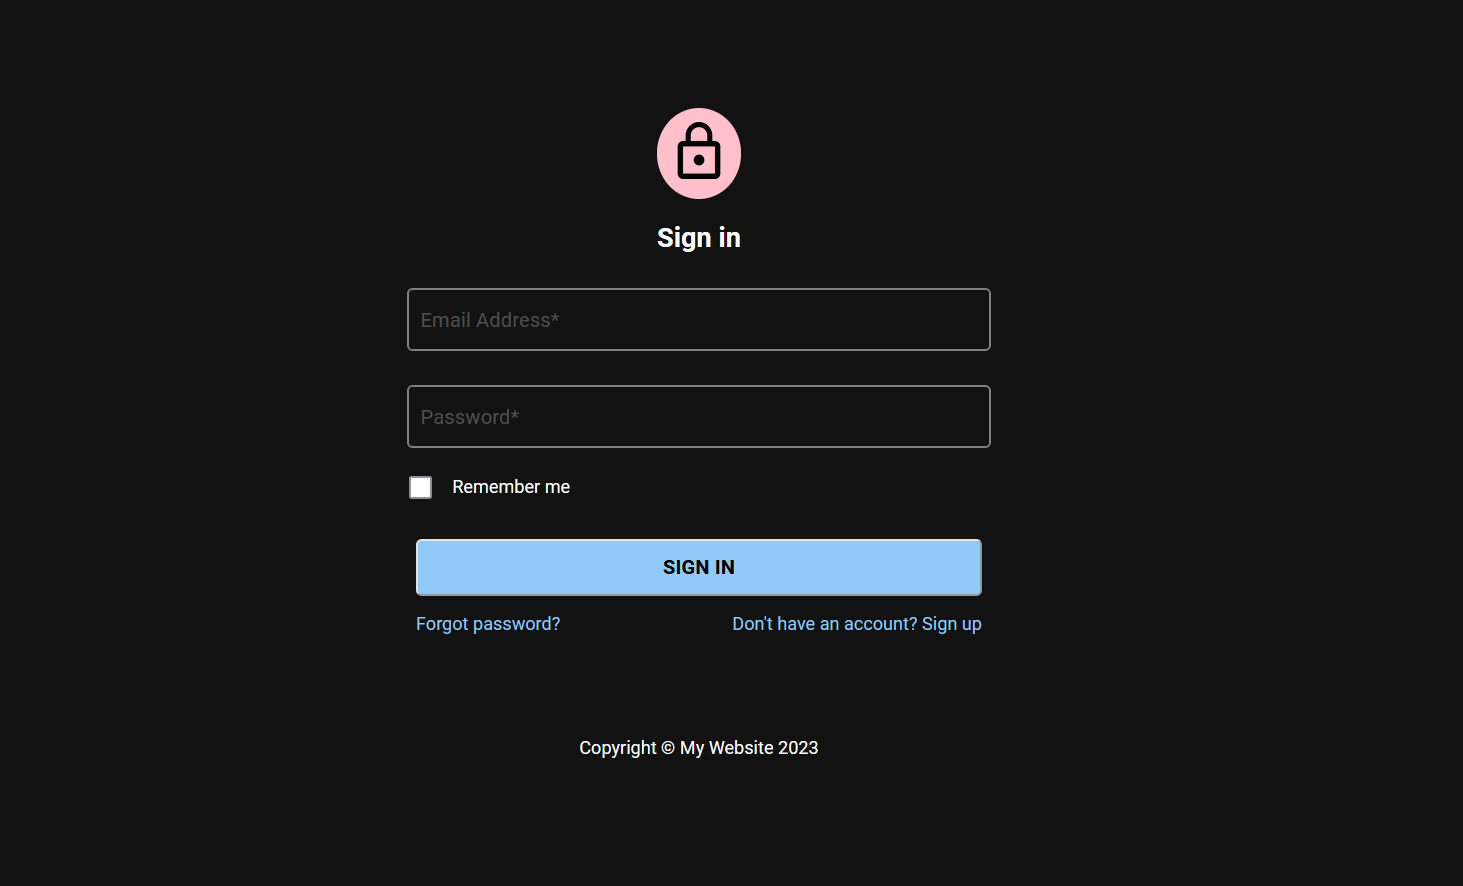 Sign in
Email Address*
Password*
Remember me
SIGN IN
Forgot password? Don't have an account? Sign up
Copyright © My Website 2023